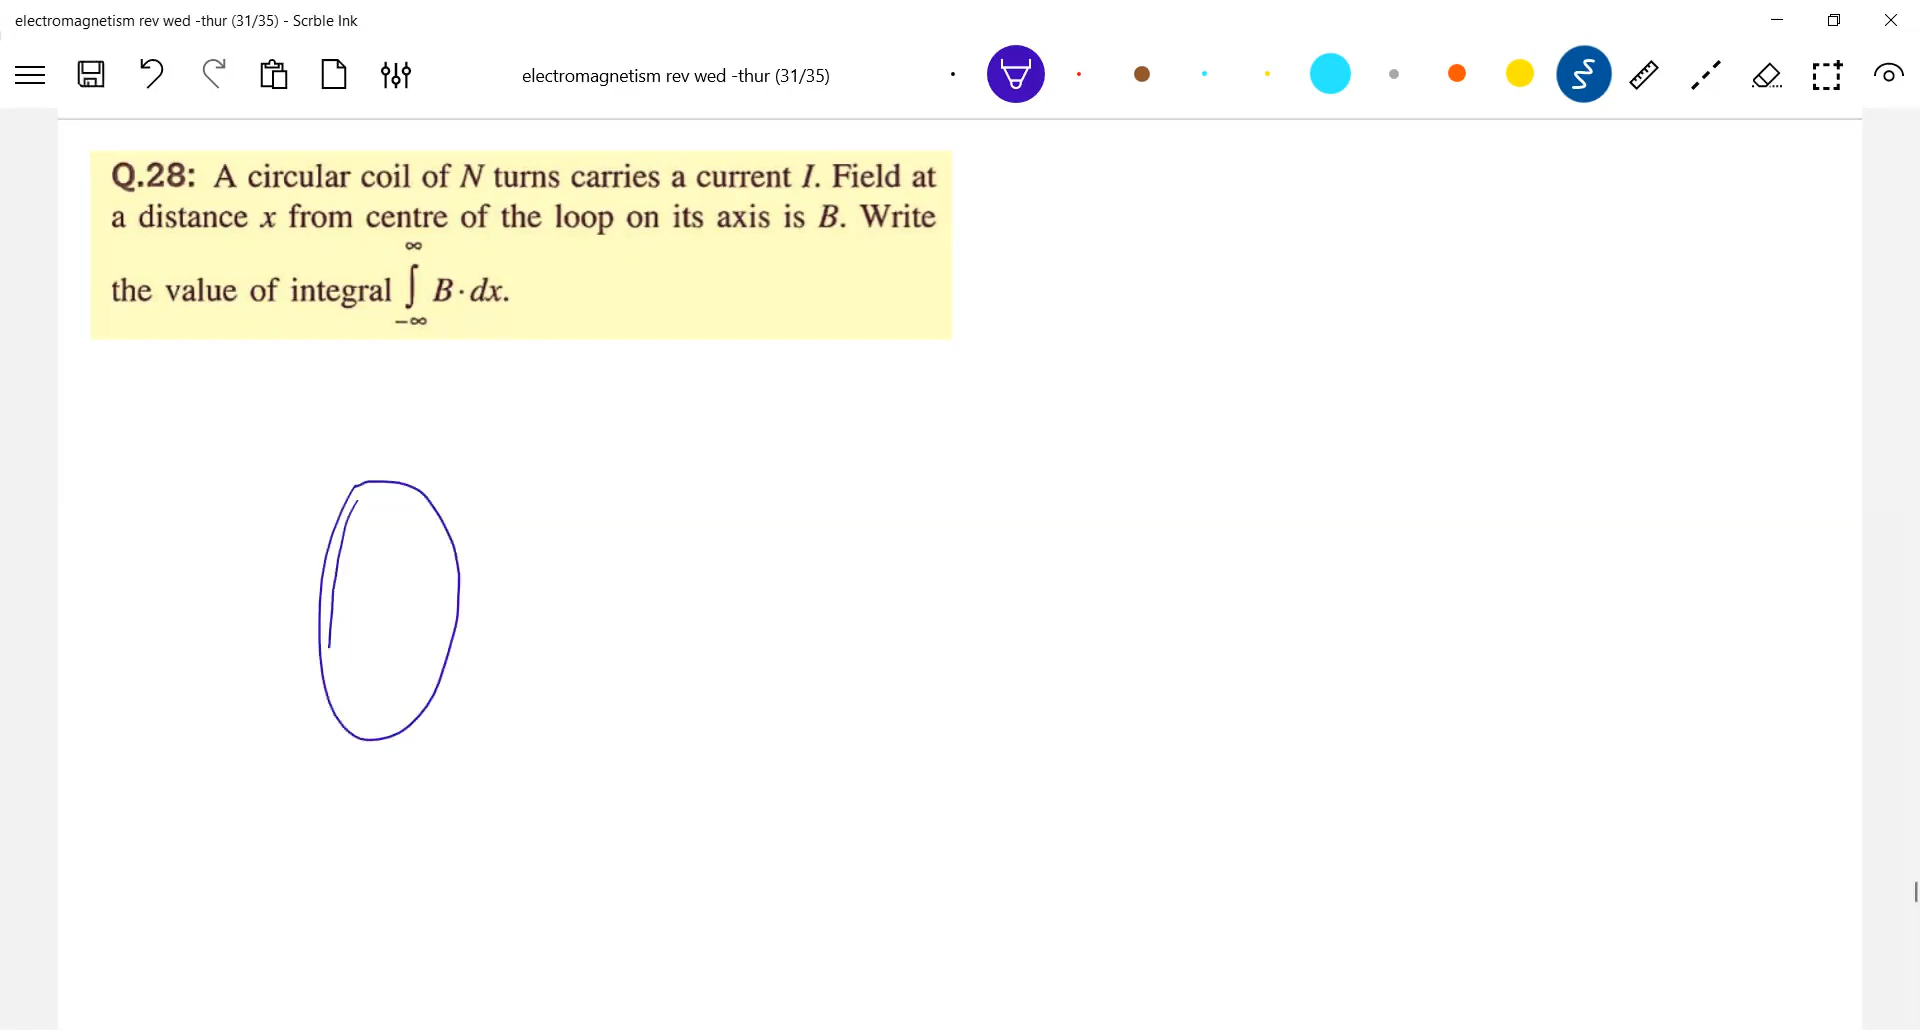 electromagnetism rev wed -thur (31/35) - Scrble Ink
electromagnetism rev wed -thur (31/35)
Q.28: A circular coil of N turns carries a current I. Field at
a distance x from centre of the loop on its axis is B. Write
the value of integral ∫_{-∞}^{∞} B · dx.